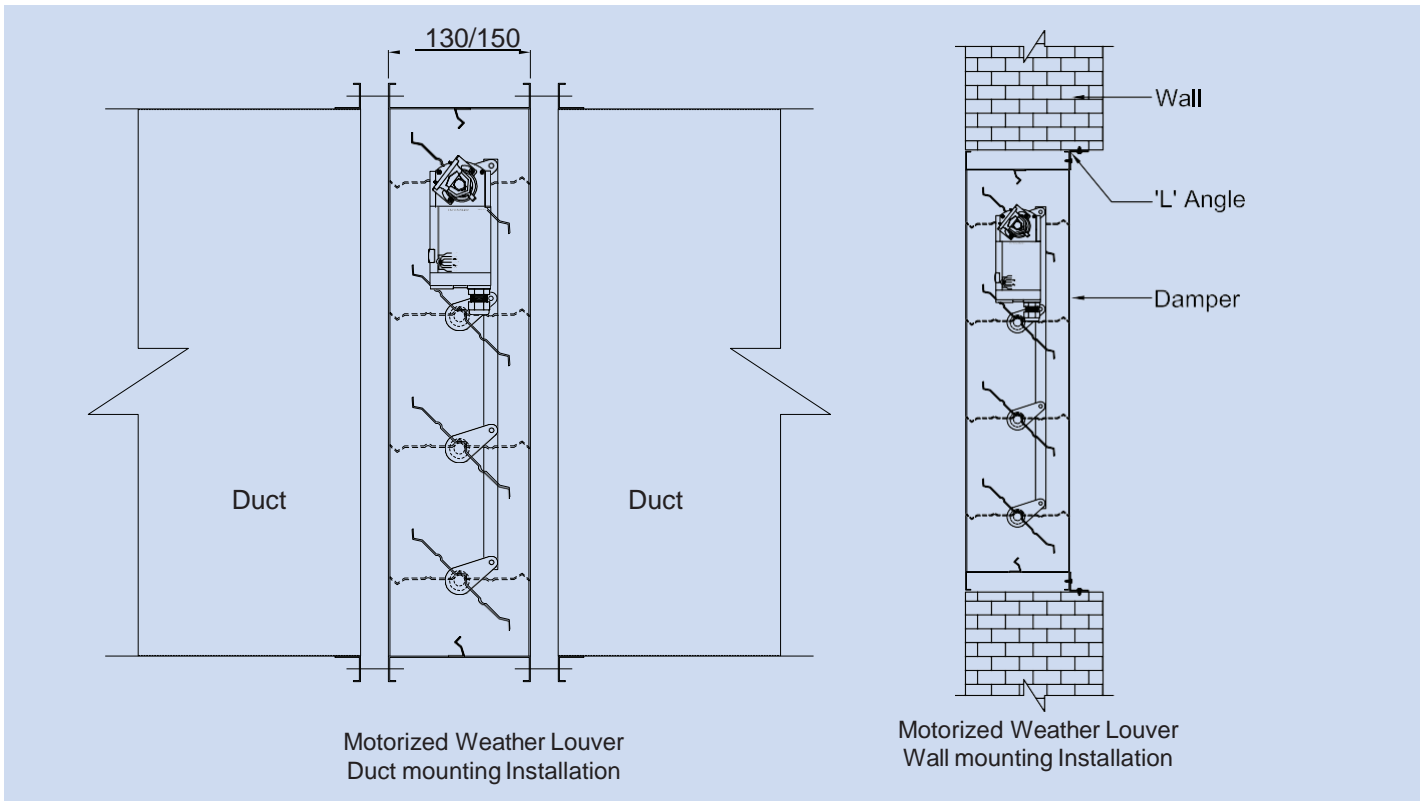 130/150
Duct
Duct
Motorized Weather Louver
Duct mounting Installation
Wall
'L' Angle
Damper
Motorized Weather Louver
Wall mounting Installation